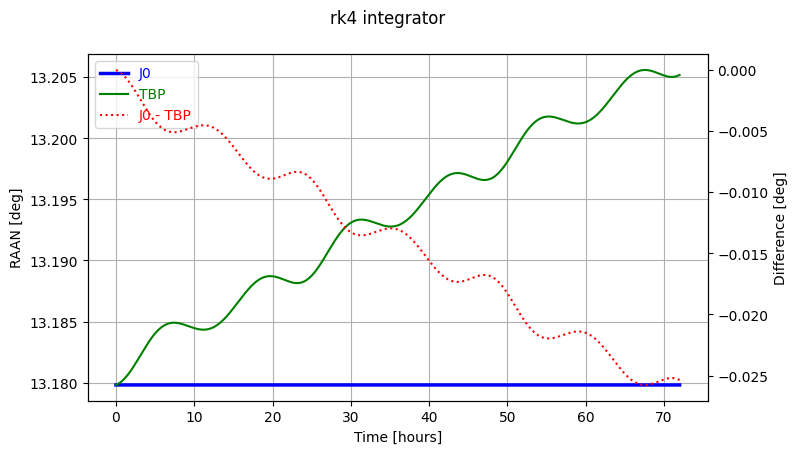 rk4 integrator
J0
TBP
J0 - TBP
13.205
13.200
13.195
13.190
13.185
13.180
RAAN [deg]
0.000
−0.005
−0.010
−0.015
−0.020
−0.025
Difference [deg]
0 10 20 30 40 50 60 70
Time [hours]